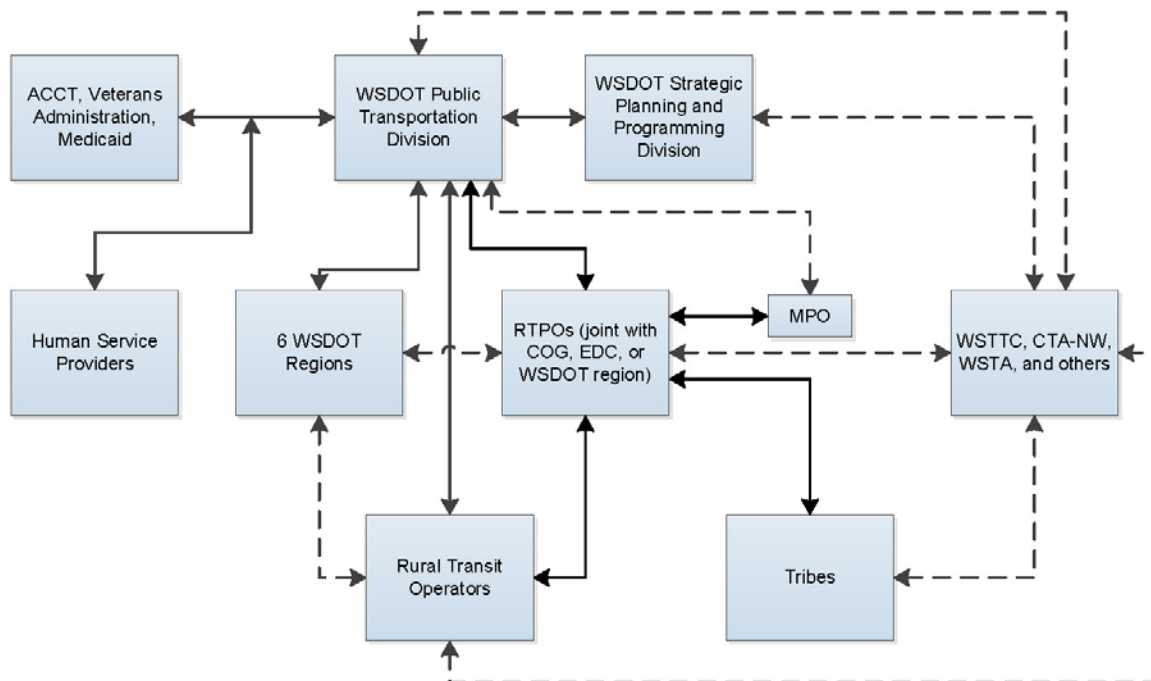 ACCT, Veterans
Administration,
Medicaid
WSDOT Public
Transportation
Division
WSDOT Strategic
Planning and
Programming
Division
Human Service
Providers
6 WSDOT
Regions
RTPOs (joint with
COG, EDC, or
WSDOT region)
MPO
WSTTC, CTA-NW,
WSTA, and others
Rural Transit
Operators
Tribes